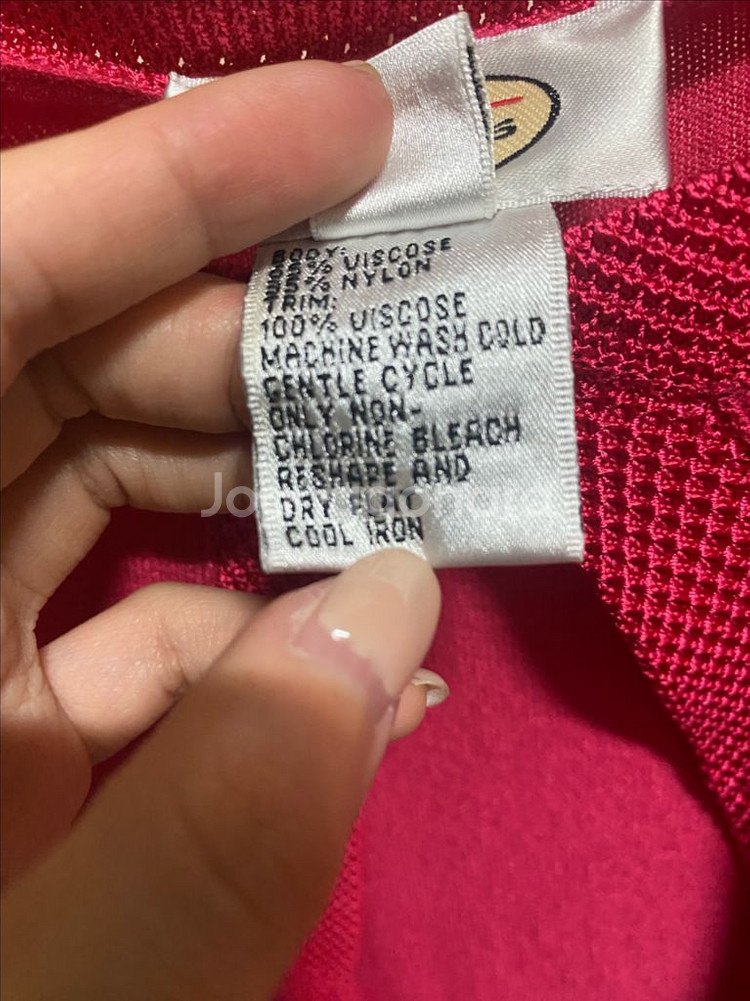 BODY:
% VISCOSE
% NYLON
TRIM:
100% VISCOSE
MACHINE WASH COLD
GENTLE CYCLE
ONLY NON-
CHLORINE BLEACH
RESHAPE AND
DRY
COOL IRON